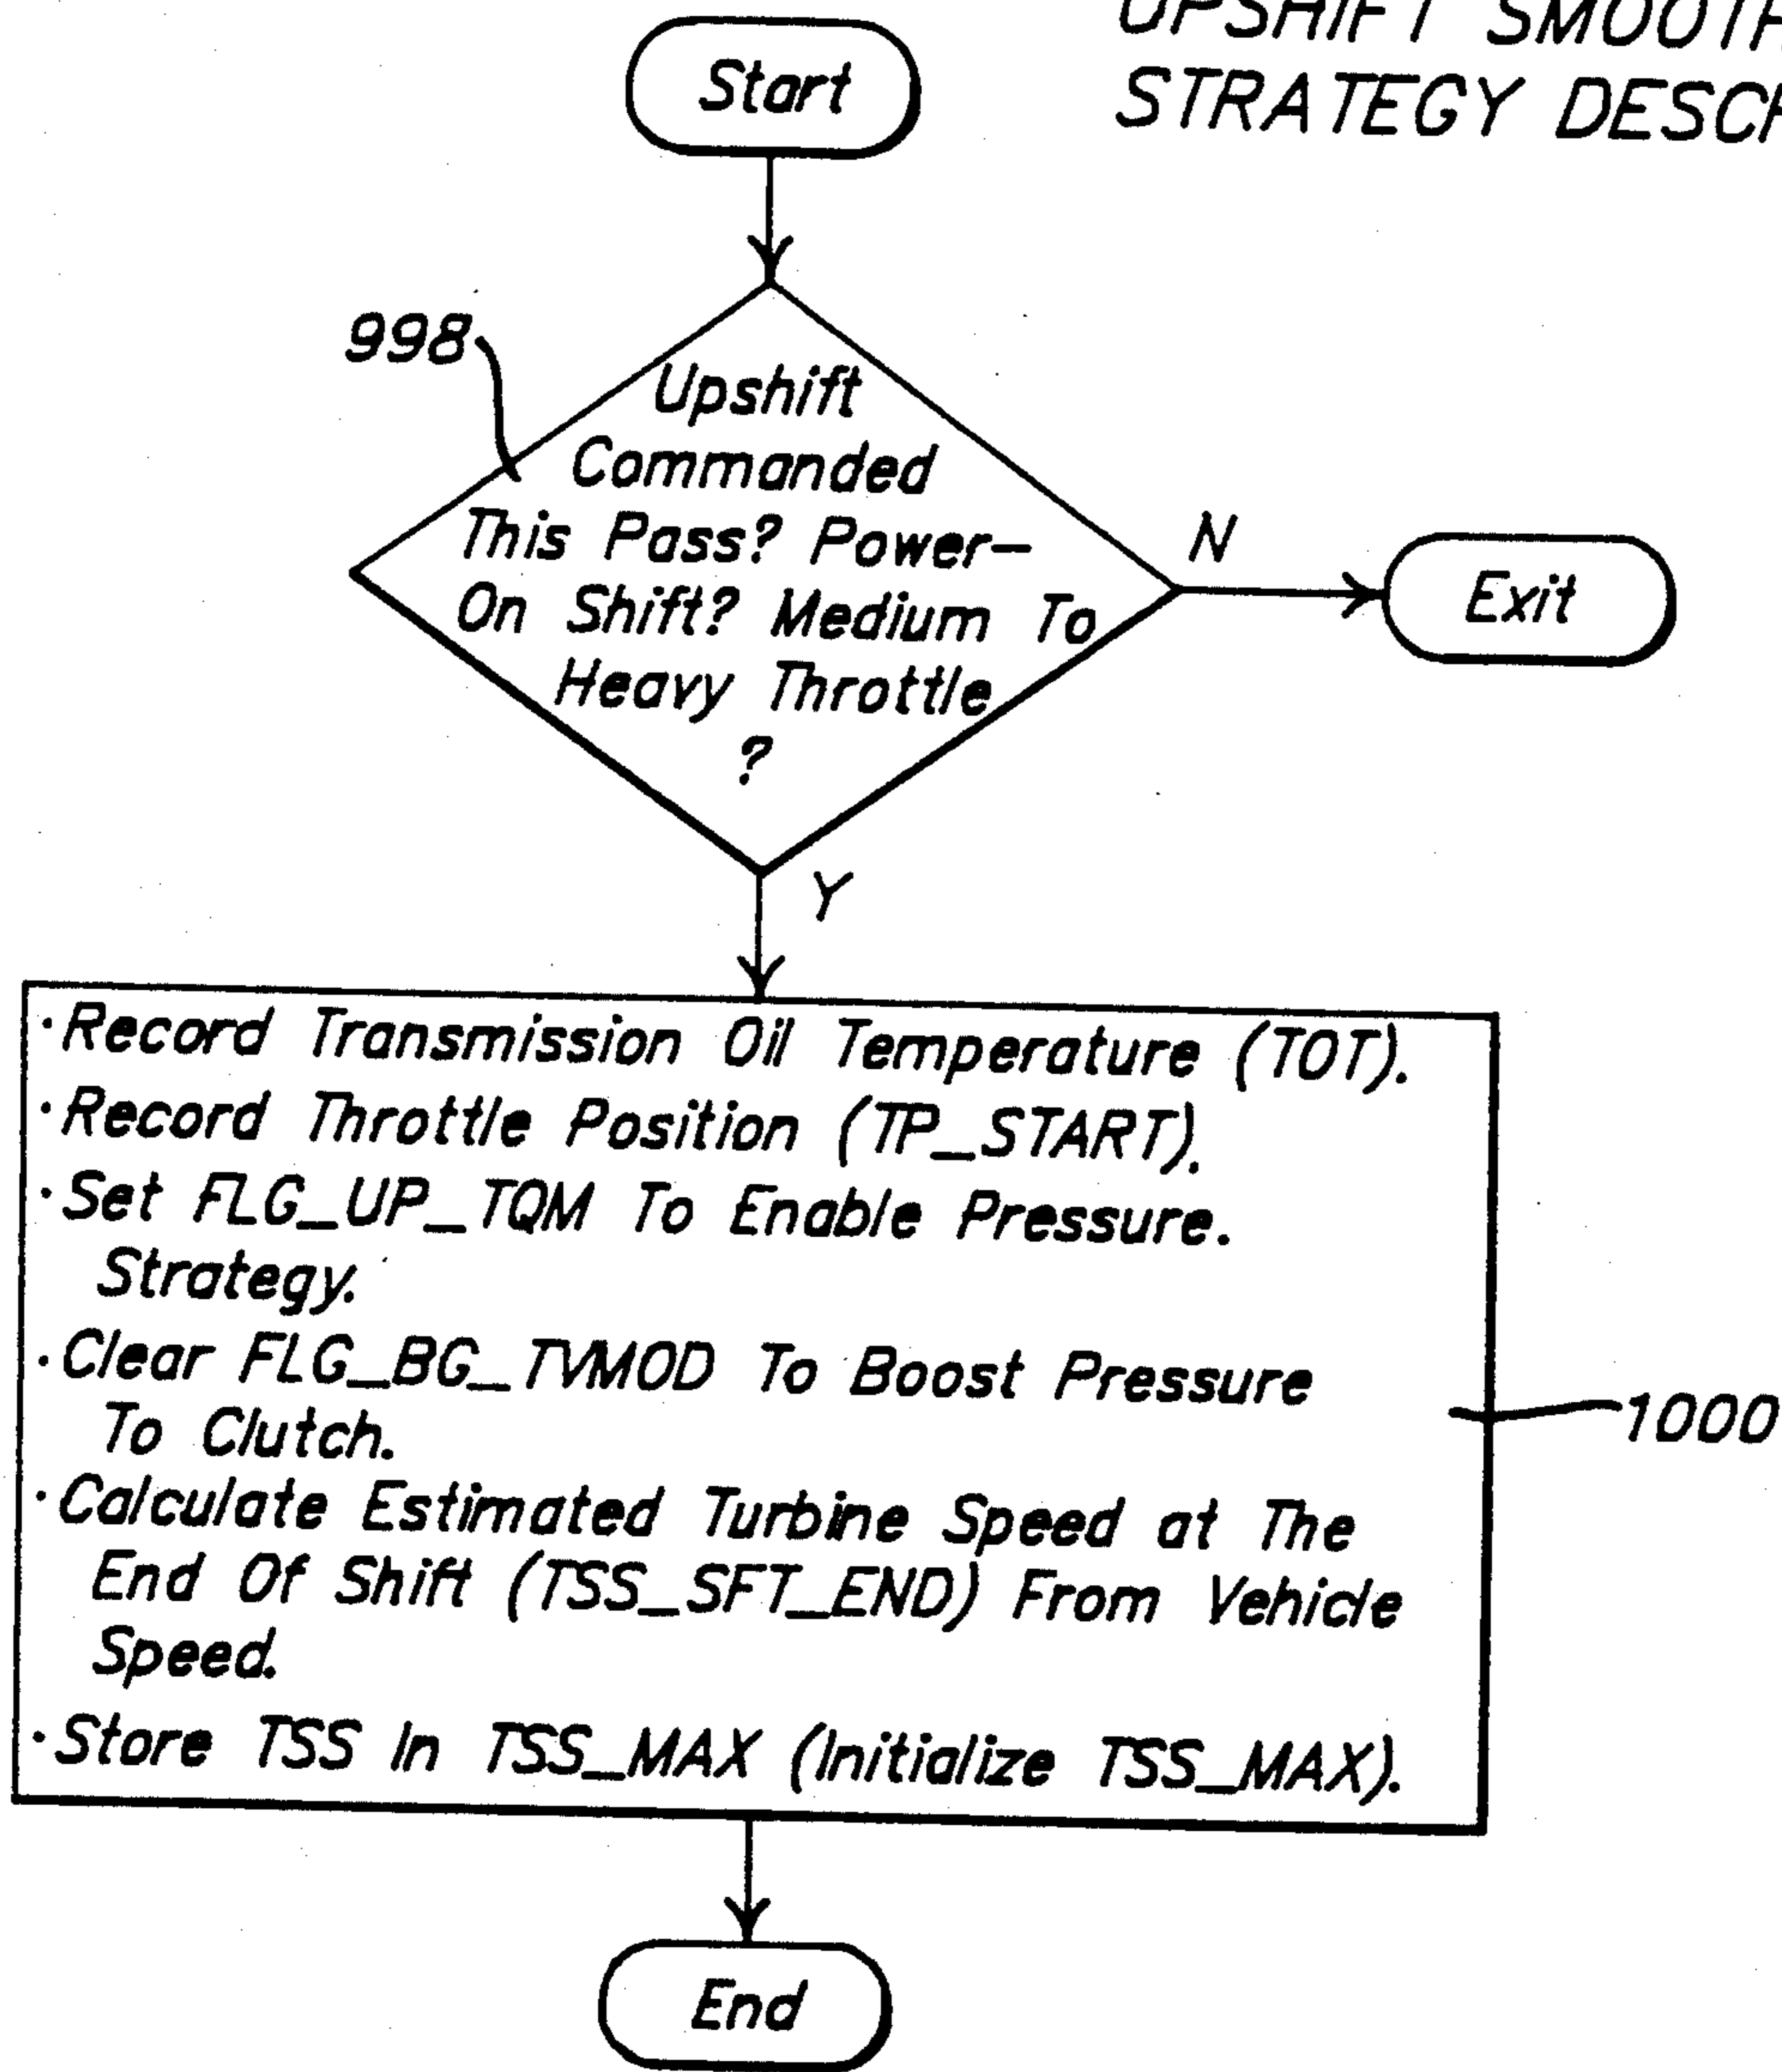 UPSHIFT
STRATEGY
Start
998
Upshift
Commanded
This Pass? Power-
On Shift? Medium To
Heavy Throttle
?
N
Exit
Y
·Record Transmission Oil Temperature (TOT).
·Record Throttle Position (TP_START).
·Set FLG_UP_TQM To Enable Pressure.
Strategy.
·Clear FLG_BG_TVMOD To Boost Pressure
To Clutch.
·Calculate Estimated Turbine Speed at The
End Of Shift (TSS_SFT_END) From Vehicle
Speed.
·Store TSS In TSS_MAX (Initialize TSS_MAX).
1000
End